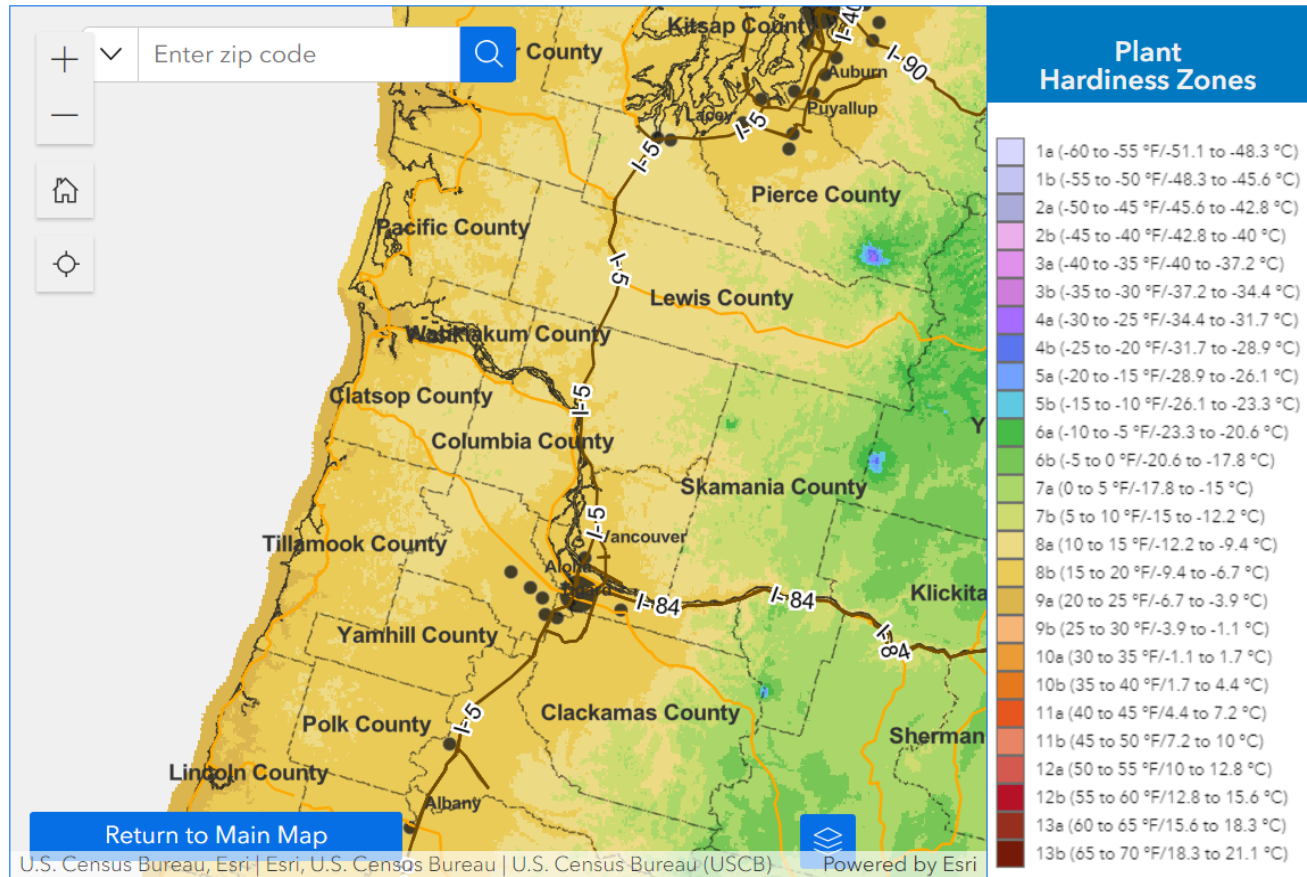 Enter zip code
r County
Kitsap County
I-40
I-90
Auburn
Lacey
I-5
Puyallup
I-5
Pierce County
Pacific County
I-5
Lewis County
Wahkiakum County
Clatsop County
I-5
Columbia County
Y
Skamania County
I-5
Vancouver
Tillamook County
Aloha
Tigard
I-84
I-84
Klickita
Yamhill County
I-84
Polk County
I-5
Clackamas County
Sherman
Lincoln County
Albany
Return to Main Map
U.S. Census Bureau, Esri | Esri, U.S. Census Bureau | U.S. Census Bureau (USCB)
Powered by Esri
Plant
Hardiness Zones
1a (-60 to -55 °F/-51.1 to -48.3 °C)
1b (-55 to -50 °F/-48.3 to -45.6 °C)
2a (-50 to -45 °F/-45.6 to -42.8 °C)
2b (-45 to -40 °F/-42.8 to -40 °C)
3a (-40 to -35 °F/-40 to -37.2 °C)
3b (-35 to -30 °F/-37.2 to -34.4 °C)
4a (-30 to -25 °F/-34.4 to -31.7 °C)
4b (-25 to -20 °F/-31.7 to -28.9 °C)
5a (-20 to -15 °F/-28.9 to -26.1 °C)
5b (-15 to -10 °F/-26.1 to -23.3 °C)
6a (-10 to -5 °F/-23.3 to -20.6 °C)
6b (-5 to 0 °F/-20.6 to -17.8 °C)
7a (0 to 5 °F/-17.8 to -15 °C)
7b (5 to 10 °F/-15 to -12.2 °C)
8a (10 to 15 °F/-12.2 to -9.4 °C)
8b (15 to 20 °F/-9.4 to -6.7 °C)
9a (20 to 25 °F/-6.7 to -3.9 °C)
9b (25 to 30 °F/-3.9 to -1.1 °C)
10a (30 to 35 °F/-1.1 to 1.7 °C)
10b (35 to 40 °F/1.7 to 4.4 °C)
11a (40 to 45 °F/4.4 to 7.2 °C)
11b (45 to 50 °F/7.2 to 10 °C)
12a (50 to 55 °F/10 to 12.8 °C)
12b (55 to 60 °F/12.8 to 15.6 °C)
13a (60 to 65 °F/15.6 to 18.3 °C)
13b (65 to 70 °F/18.3 to 21.1 °C)